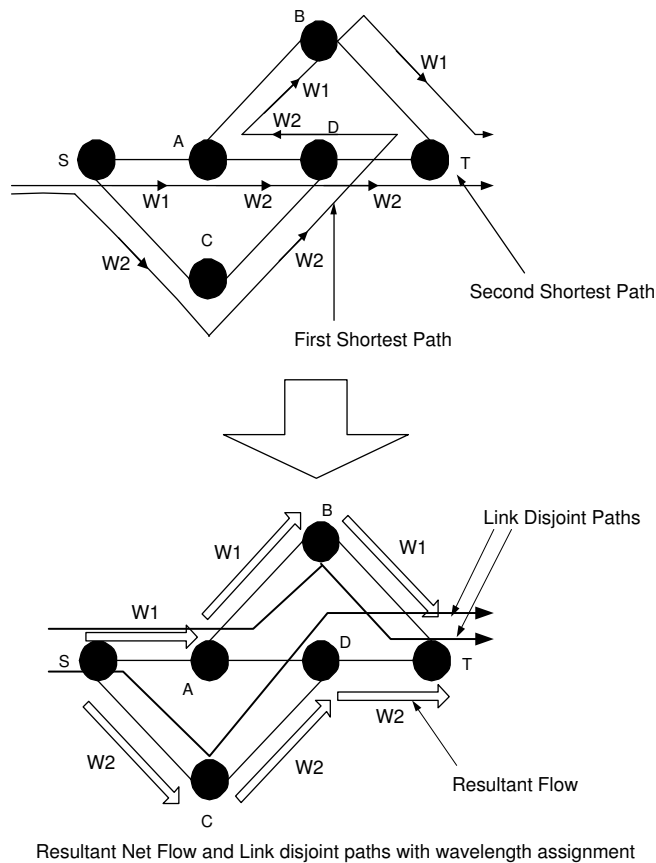 B
W1
W1
W2
D
A
S
T
W1
W2
W2
C
W2
W2
Second Shortest Path
First Shortest Path
B
Link Disjoint Paths
W1
W1
W1
D
S
T
A
W2
W2
W2
Resultant Flow
C
Resultant Net Flow and Link disjoint paths with wavelength assignment